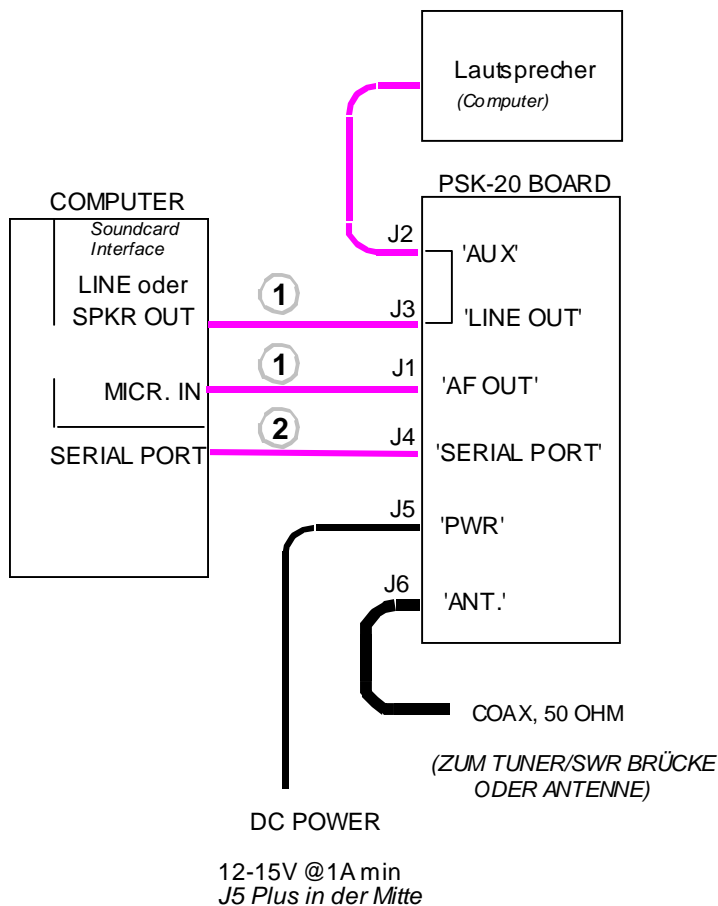 Lautsprecher
(Computer)
PSK-20 BOARD
COMPUTER
Soundcard
Interface
LINE oder
SPKR OUT
1
J2
'AUX'
J3
'LINE OUT'
MICR. IN
1
J1
'AF OUT'
SERIAL PORT
2
J4
'SERIAL PORT'
J5
'PWR'
J6
'ANT.'
COAX, 50 OHM
(ZUM TUNER/SWR BRÜCKE
ODER ANTENNE)
DC POWER
12-15V @1A min
J5 Plus in der Mitte